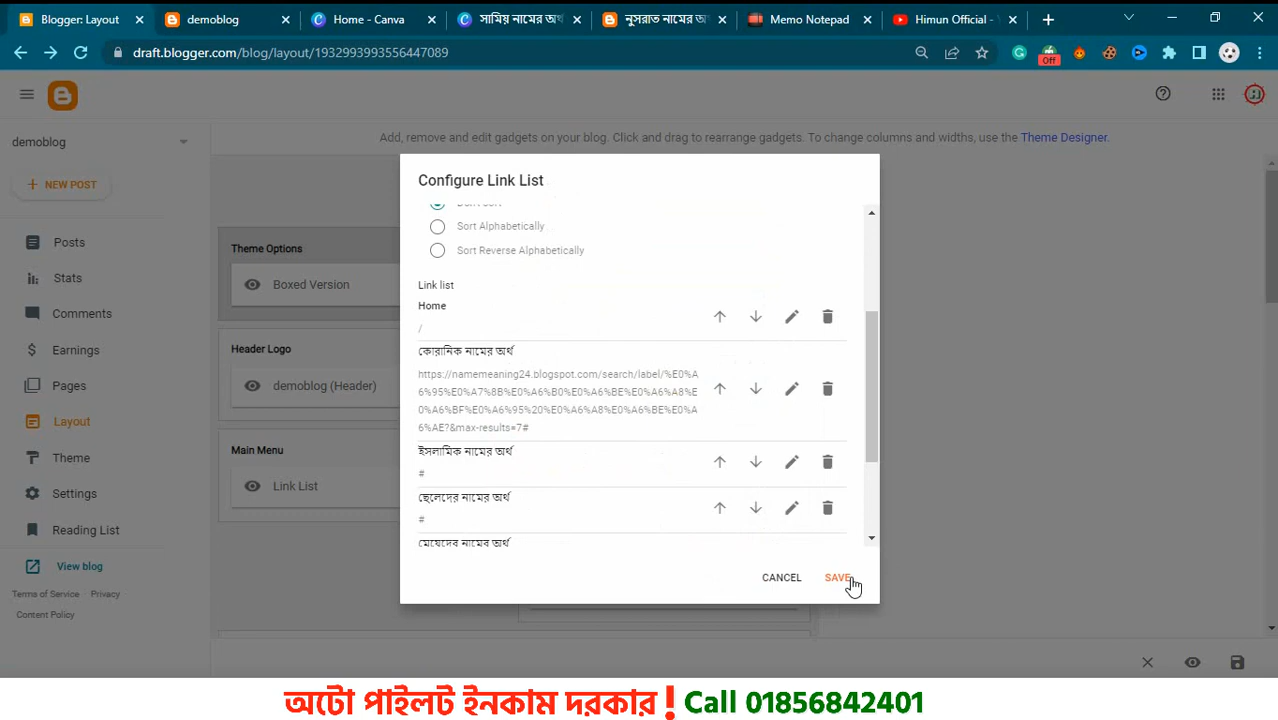 Blogger: Layout
demoblog
Home - Canva
সামিয় নামের অর্থ
নুসরাত নামের অ
Memo Notepad
Himun Official -
draft.blogger.com/blog/layout/1932993993556447089
Off
demoblog
NEW POST
Posts
Stats
Comments
Earnings
Pages
Layout
Theme
Settings
Reading List
View blog
Terms of Service Privacy
Content Policy
Add, remove and edit gadgets on your blog. Click and drag to rearrange gadgets. To change columns and widths, use the Theme Designer.
Theme Options
Boxed Version
Header Logo
demoblog (Header)
Main Menu
Link List
Configure Link List
Don't sort
Sort Alphabetically
Sort Reverse Alphabetically
Link list
Home
/
কোরানিক নামের অর্থ
https://namemeaning24.blogspot.com/search/label/%E0%A
6%95%E0%A7%8B%E0%A6%B0%E0%A6%BE%E0%A6%A8%E
0%A6%BF%E0%A6%95%20%E0%A6%A8%E0%A6%BE%E0%A
6%AE?&max-results=7#
ইসলামিক নামের অর্থ
#
ছেলেদের নামের অর্থ
#
মেয়েদের নামের অর্থ
CANCEL SAVE
অটো পাইলট ইনকাম দরকার ! Call 01856842401